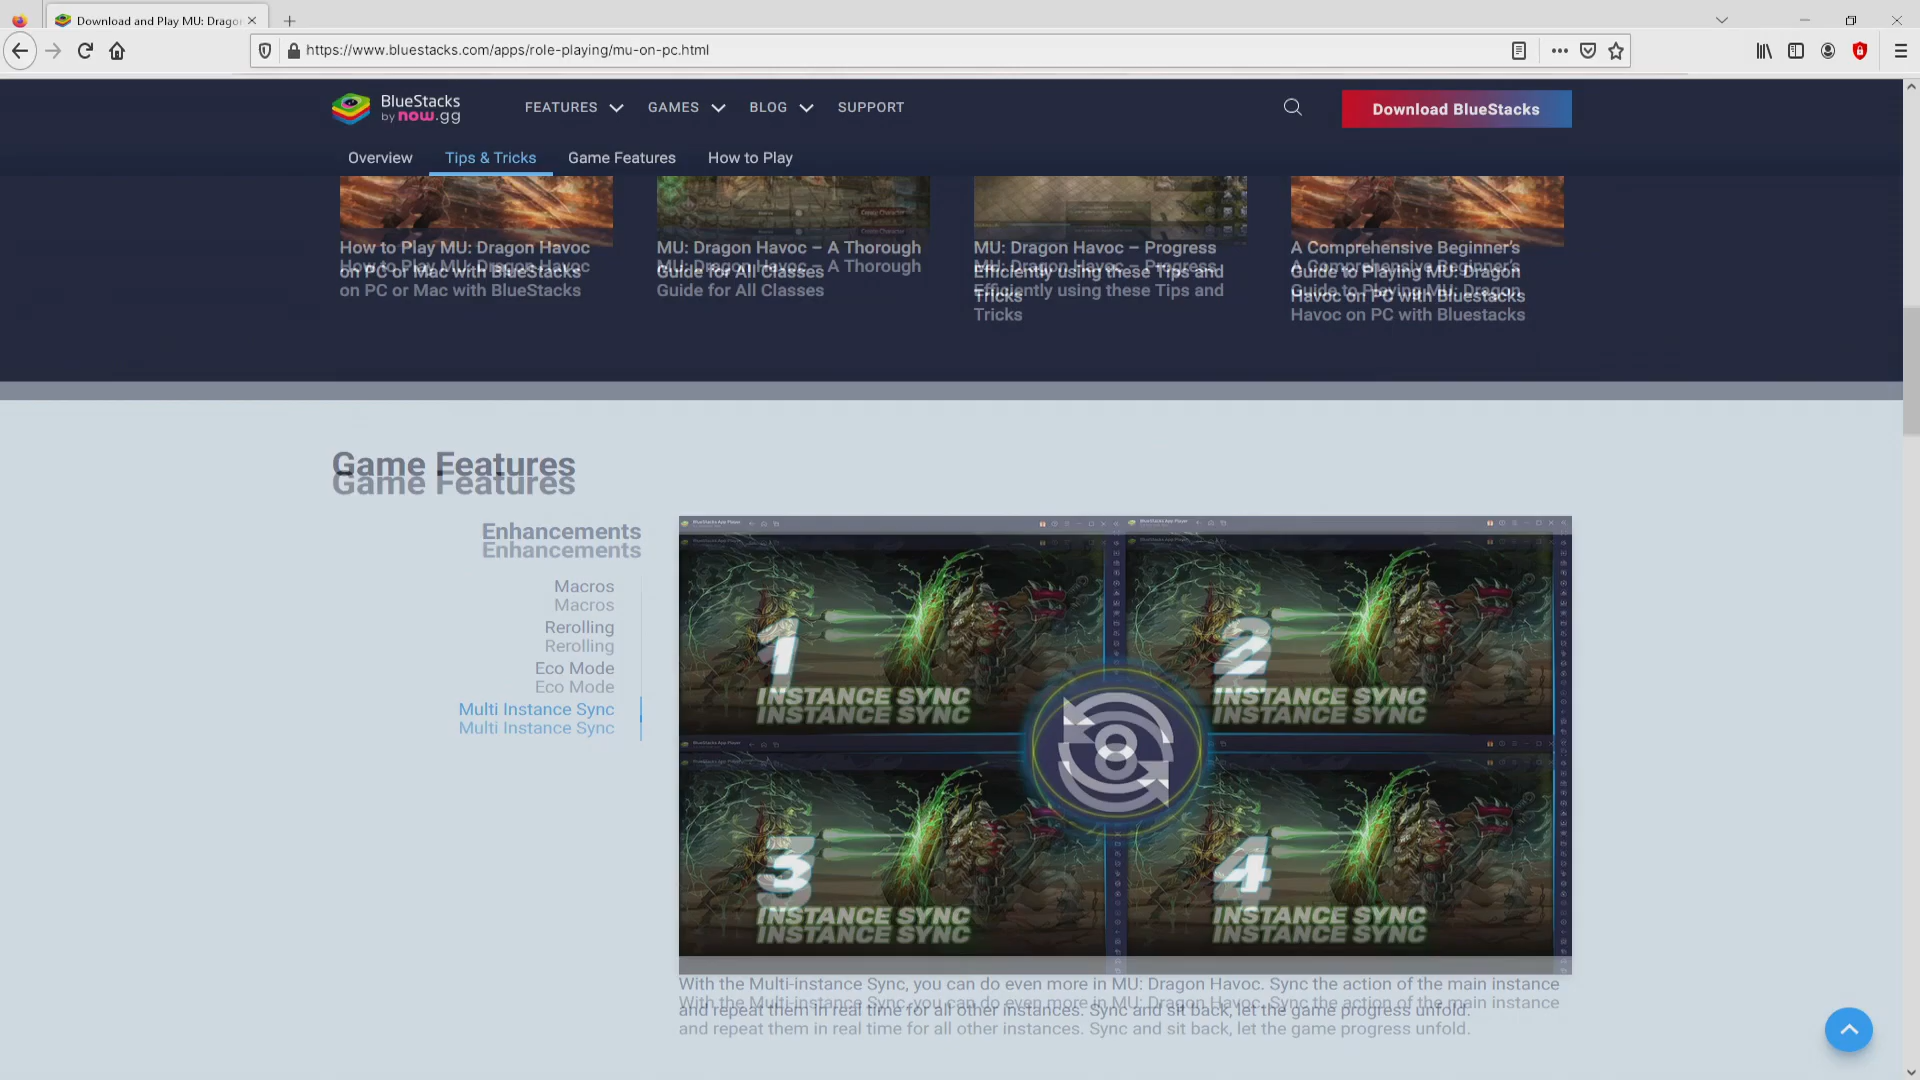 Download and Play MU: Drago
https://www.bluestacks.com/apps/role-playing/mu-on-pc.html
BlueStacks
by now.gg
FEATURES
GAMES
BLOG
SUPPORT
Download BlueStacks
Overview
Tips & Tricks
Game Features
How to Play
How to Play MU: Dragon Havoc
on PC or Mac with BlueStacks
MU: Dragon Havoc – A Thorough
Guide for All Classes
MU: Dragon Havoc – Progress
Efficiently using these Tips and
Tricks
A Comprehensive Beginner's
Guide to Playing MU: Dragon
Havoc on PC with Bluestacks
Game Features
Enhancements
Macros
Rerolling
Eco Mode
Multi Instance Sync
1
INSTANCE SYNC
2
INSTANCE SYNC
3
INSTANCE SYNC
4
INSTANCE SYNC
With the Multi-instance Sync, you can do even more in MU: Dragon Havoc. Sync the action of the main instance
and repeat them in real time for all other instances. Sync and sit back, let the game progress unfold.